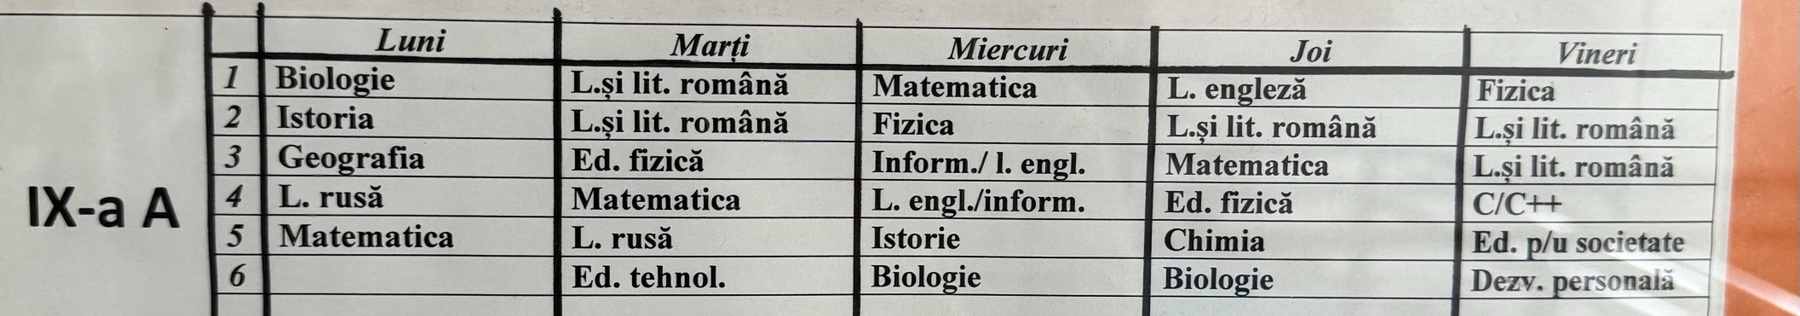 Luni Marți Miercuri Joi Vineri
1 Biologie L.și lit. română Matematica L. engleză Fizica
2 Istoria L.și lit. română Fizica L.și lit. română L.și lit. română
3 Geografia Ed. fizică Inform./ l. engl. Matematica L.și lit. română
IX-a A 4 L. rusă Matematica L. engl./inform. Ed. fizică C/C++
5 Matematica L. rusă Istorie Chimia Ed. p/u societate
6 Ed. tehnol. Biologie Biologie Dezv. personală